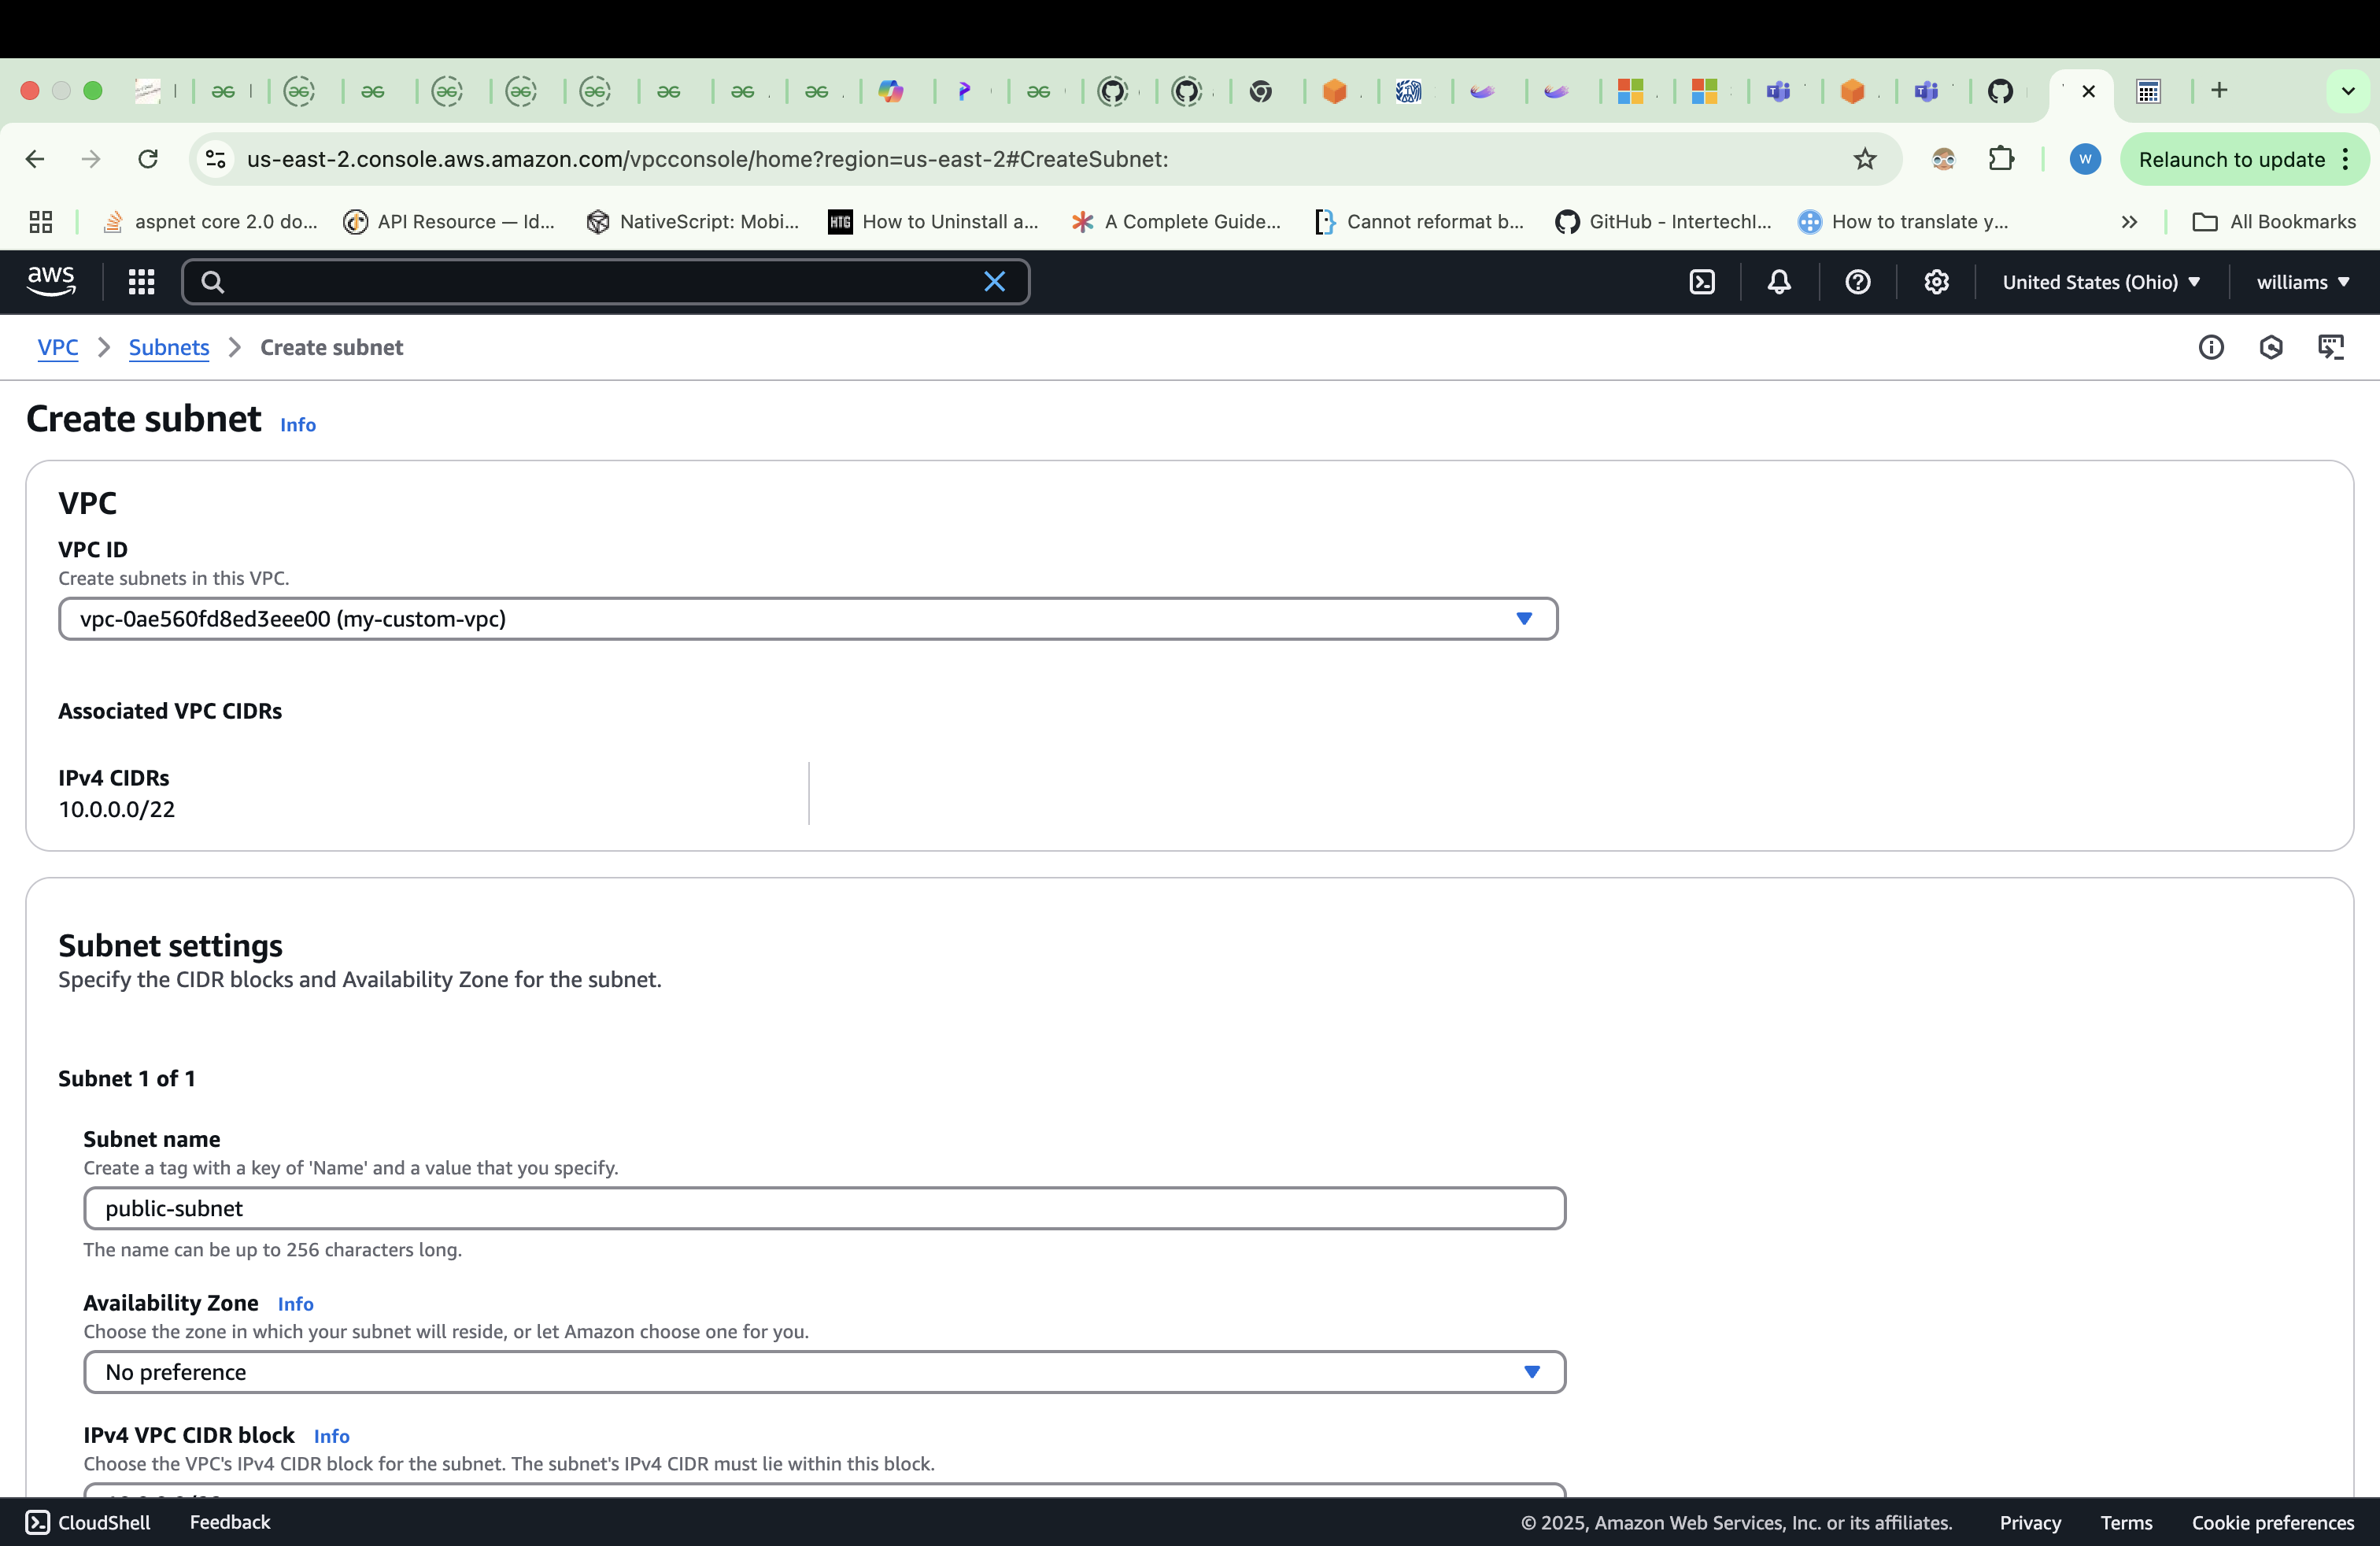 us-east-2.console.aws.amazon.com/vpcconsole/home?region=us-east-2#CreateSubnet:
W
Relaunch to update
aspnet core 2.0 do...
API Resource — Id...
NativeScript: Mobi...
HTG
How to Uninstall a...
A Complete Guide...
Cannot reformat b...
GitHub - Intertechl...
How to translate y...
All Bookmarks
aws
United States (Ohio)
williams
VPC
Subnets
Create subnet
Create subnet
Info
VPC
VPC ID
Create subnets in this VPC.
vpc-0ae560fd8ed3eee00 (my-custom-vpc)
Associated VPC CIDRs
IPv4 CIDRs
10.0.0.0/22
Subnet settings
Specify the CIDR blocks and Availability Zone for the subnet.
Subnet 1 of 1
Subnet name
Create a tag with a key of 'Name' and a value that you specify.
public-subnet
The name can be up to 256 characters long.
Availability Zone Info
Choose the zone in which your subnet will reside, or let Amazon choose one for you.
No preference
IPv4 VPC CIDR block Info
Choose the VPC's IPv4 CIDR block for the subnet. The subnet's IPv4 CIDR must lie within this block.
CloudShell
Feedback
© 2025, Amazon Web Services, Inc. or its affiliates.
Privacy
Terms
Cookie preferences